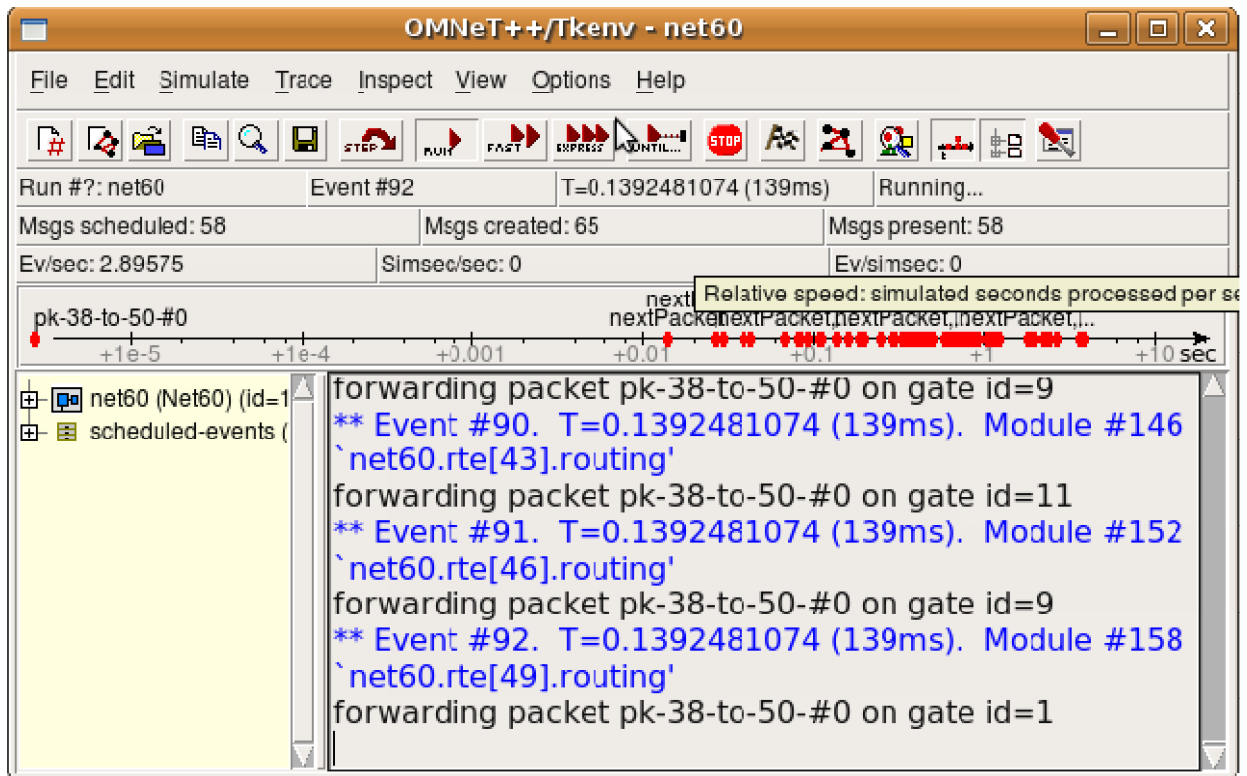 OMNeT++/Tkenv - net60
File Edit Simulate Trace Inspect View Options Help
STEP RUN FAST EXPRESS UNTIL... STOP
Run #?: net60 Event #92 T=0.1392481074 (139ms) Running...
Msgs scheduled: 58 Msgs created: 65 Msgs present: 58
Ev/sec: 2.89575 Simsec/sec: 0 Ev/simsec: 0
Relative speed: simulated seconds processed per se
pk-38-to-50-#0 nextPacket,nextPacket,nextPacket,nextPacket,...
+1e-5 +1e-4 +0.001 +0.01 +0.1 +1 +10 sec
net60 (Net60) (id=1
scheduled-events (
forwarding packet pk-38-to-50-#0 on gate id=9
** Event #90. T=0.1392481074 (139ms). Module #146
`net60.rte[43].routing'
forwarding packet pk-38-to-50-#0 on gate id=11
** Event #91. T=0.1392481074 (139ms). Module #152
`net60.rte[46].routing'
forwarding packet pk-38-to-50-#0 on gate id=9
** Event #92. T=0.1392481074 (139ms). Module #158
`net60.rte[49].routing'
forwarding packet pk-38-to-50-#0 on gate id=1